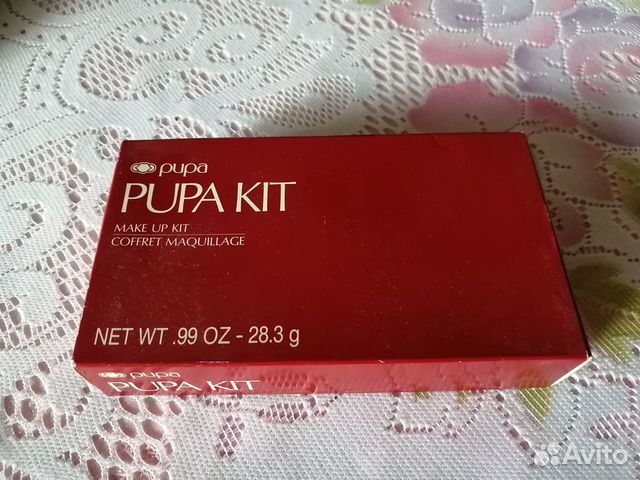 pupa
PUPA KIT
MAKE UP KIT
COFFRET MAQUILLAGE
NET WT .99 OZ - 28.3 g
pupa
PUPA KIT
Avito